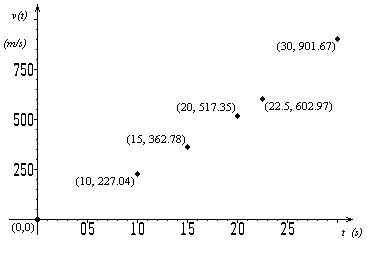 v(t)
(m/s)
(30, 901.67)
750
(20, 517.35)
(22.5, 602.97)
500
(15, 362.78)
250
(10, 227.04)
(0,0)
05 10 15 20 25
t (s)